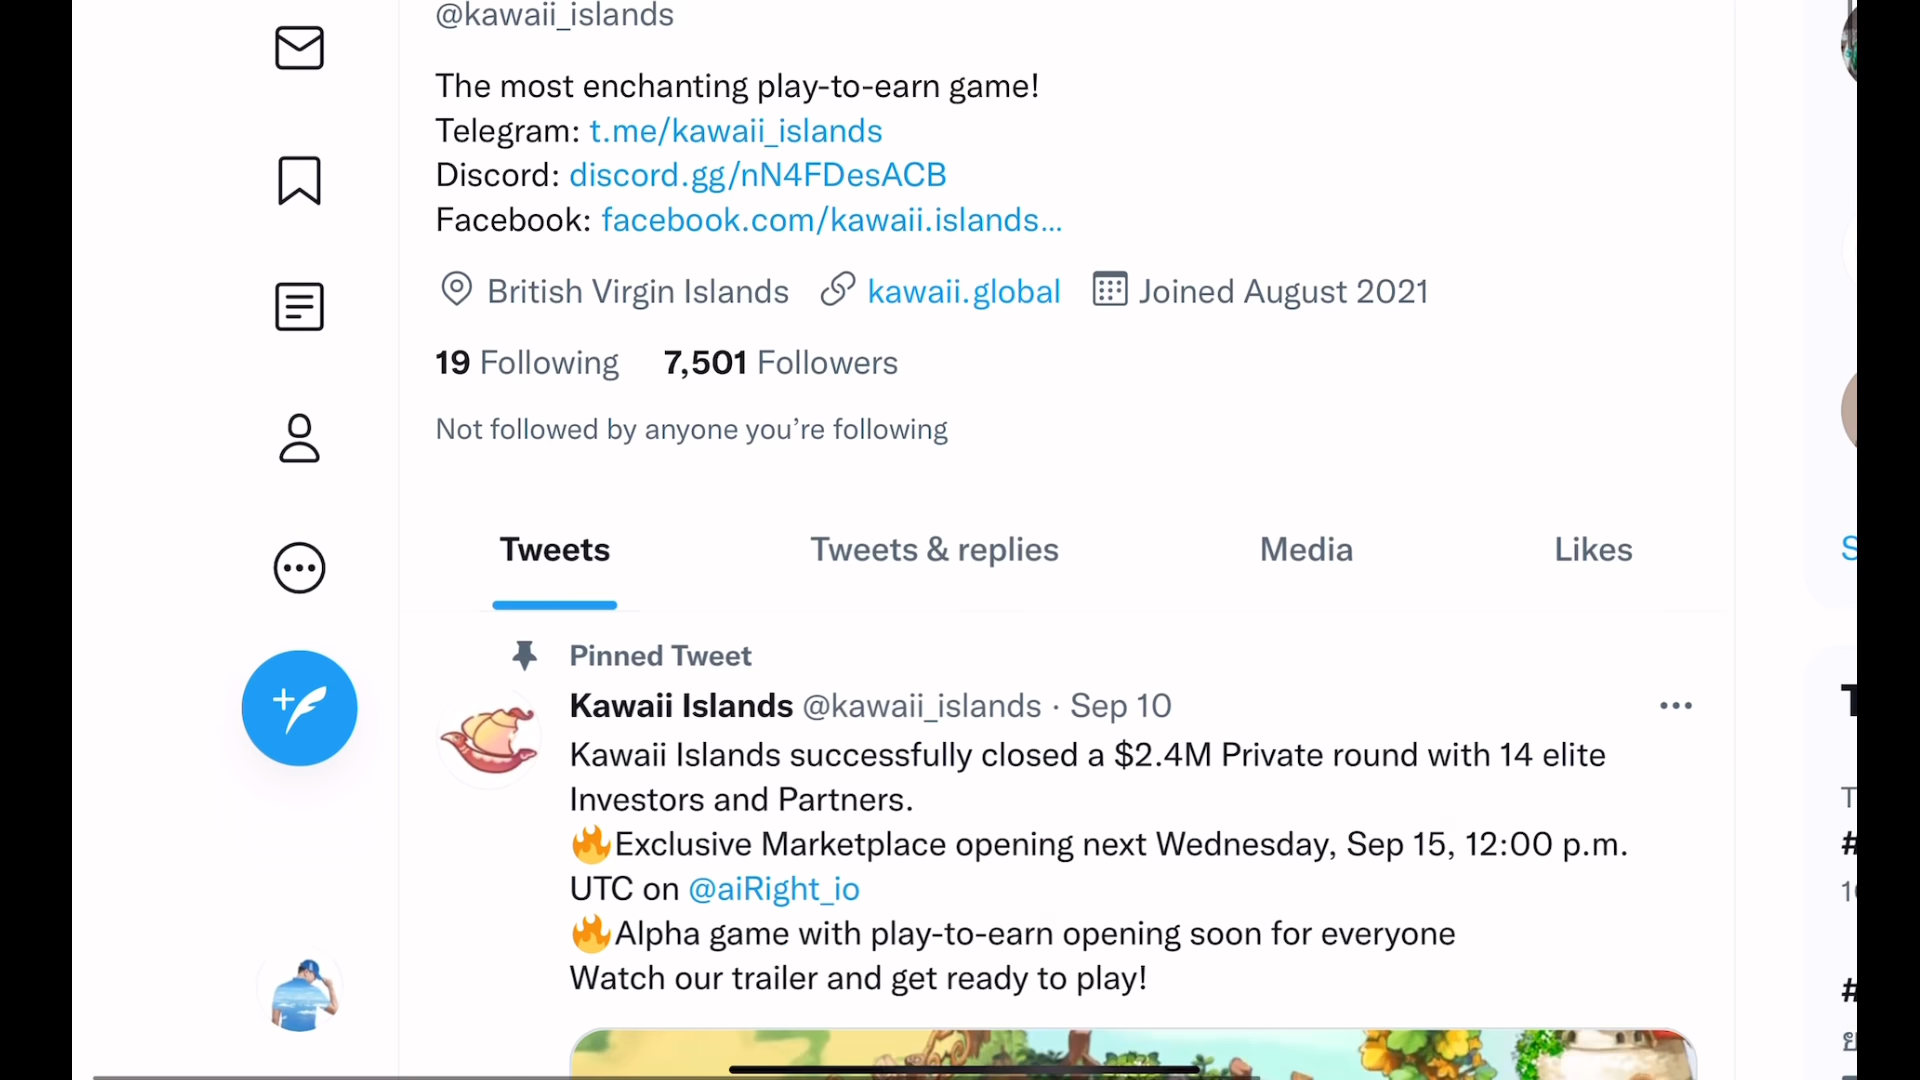 @kawaii_islands
The most enchanting play-to-earn game!
Telegram: t.me/kawaii_islands
Discord: discord.gg/nN4FDesACB
Facebook: facebook.com/kawaii.islands…
British Virgin Islands kawaii.global Joined August 2021
19 Following 7,501 Followers
Not followed by anyone you’re following
Tweets Tweets & replies Media Likes
Pinned Tweet
Kawaii Islands @kawaii_islands · Sep 10
Kawaii Islands successfully closed a $2.4M Private round with 14 elite
Investors and Partners.
🔥Exclusive Marketplace opening next Wednesday, Sep 15, 12:00 p.m.
UTC on @aiRight_io
🔥Alpha game with play-to-earn opening soon for everyone
Watch our trailer and get ready to play!